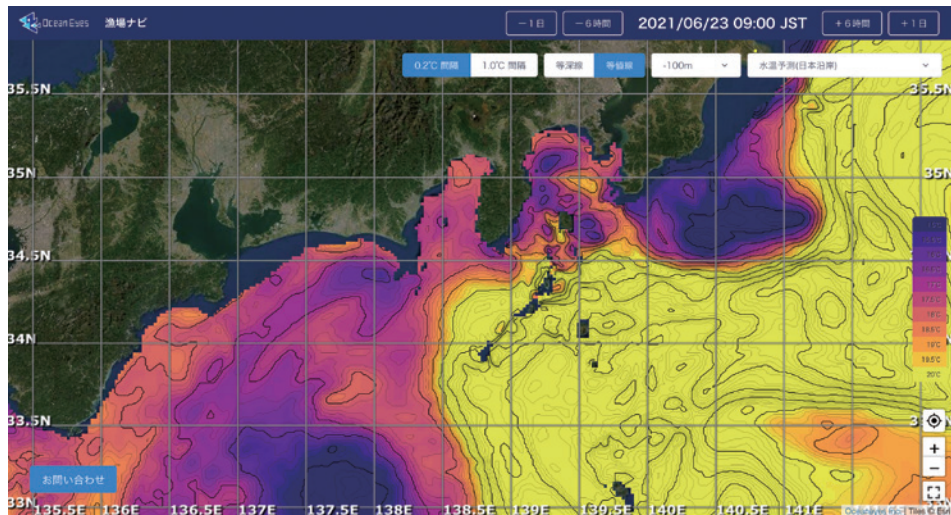 Ocean Eyes 漁場ナビ
－1日 －6時間 2021/06/23 09:00 JST ＋6時間 ＋1日
0.2℃ 間隔 1.0℃ 間隔 等深線 等値線 -100m 水温予測(日本沿岸)
35.5N 35.5N
35N 35N
34.5N 34.5N
34N
33.5N
33N
17.5℃
18℃
18.5℃
19℃
19.5℃
20℃
+
−
お問い合わせ
135.5E 136E 136.5E 137E 137.5E 138E 138.5E 139E 139.5E 140E 140.5E 141E